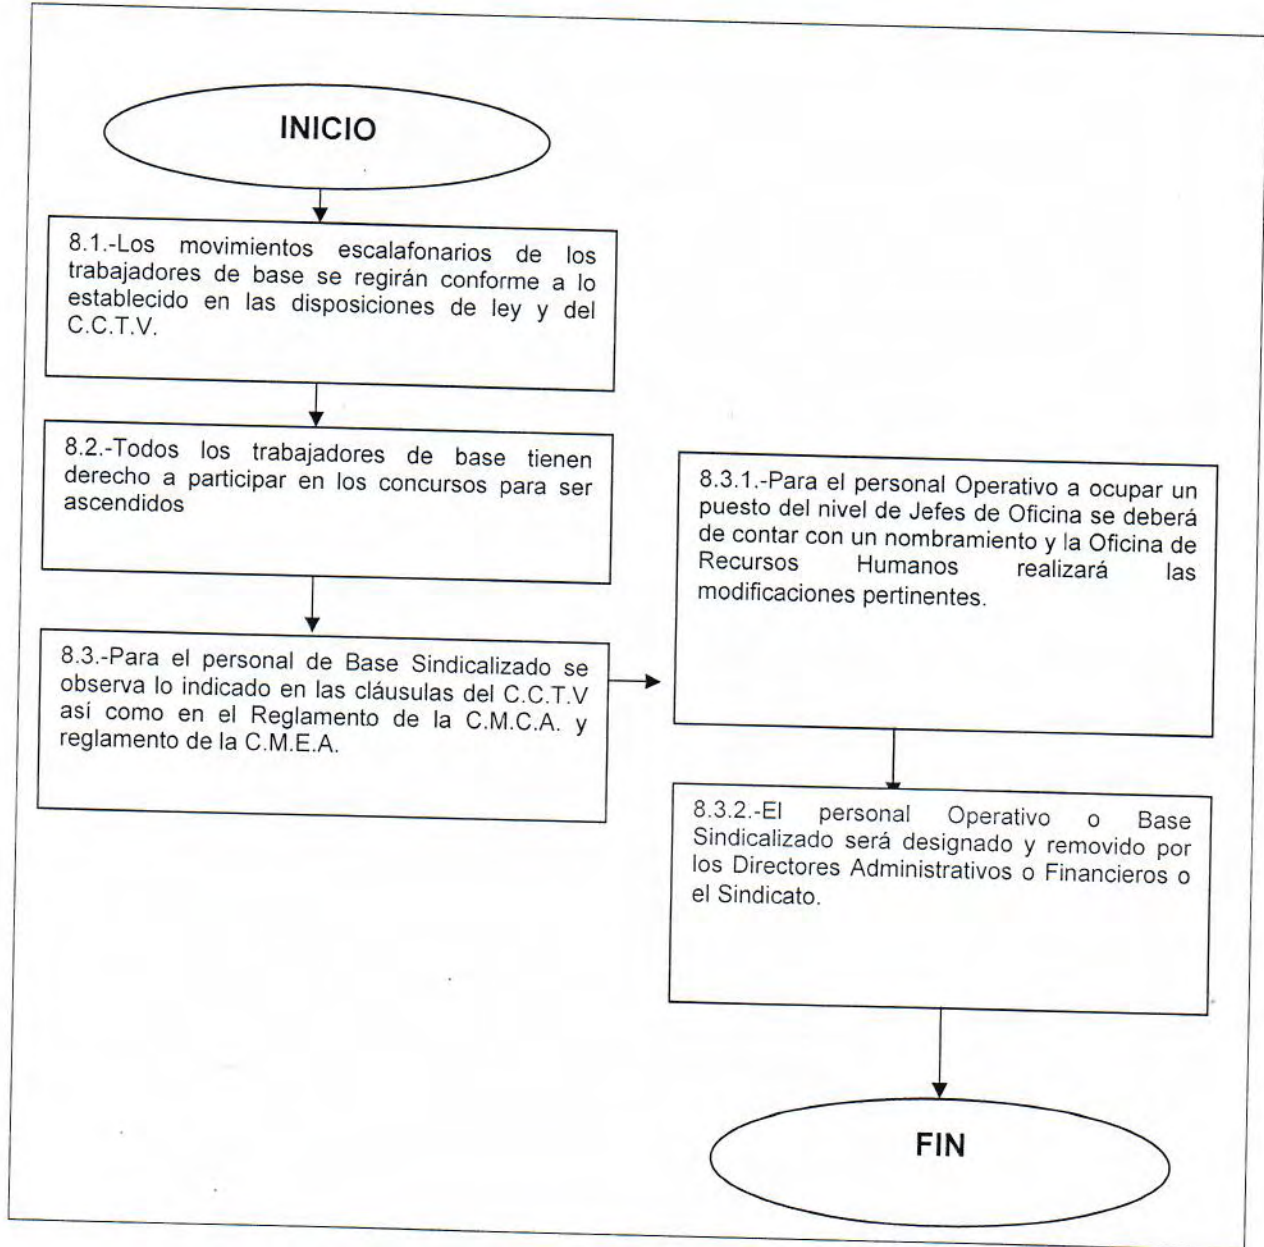 INICIO
8.1.-Los movimientos escalafonarios de los
trabajadores de base se regirán conforme a lo
establecido en las disposiciones de ley y del
C.C.T.V.
8.2.-Todos los trabajadores de base tienen
derecho a participar en los concursos para ser
ascendidos
8.3.-Para el personal de Base Sindicalizado se
observa lo indicado en las cláusulas del C.C.T.V
así como en el Reglamento de la C.M.C.A. y
reglamento de la C.M.E.A.
8.3.1.-Para el personal Operativo a ocupar un
puesto del nivel de Jefes de Oficina se deberá
de contar con un nombramiento y la Oficina de
Recursos Humanos realizará las
modificaciones pertinentes.
8.3.2.-El personal Operativo o Base
Sindicalizado será designado y removido por
los Directores Administrativos o Financieros o
el Sindicato.
FIN